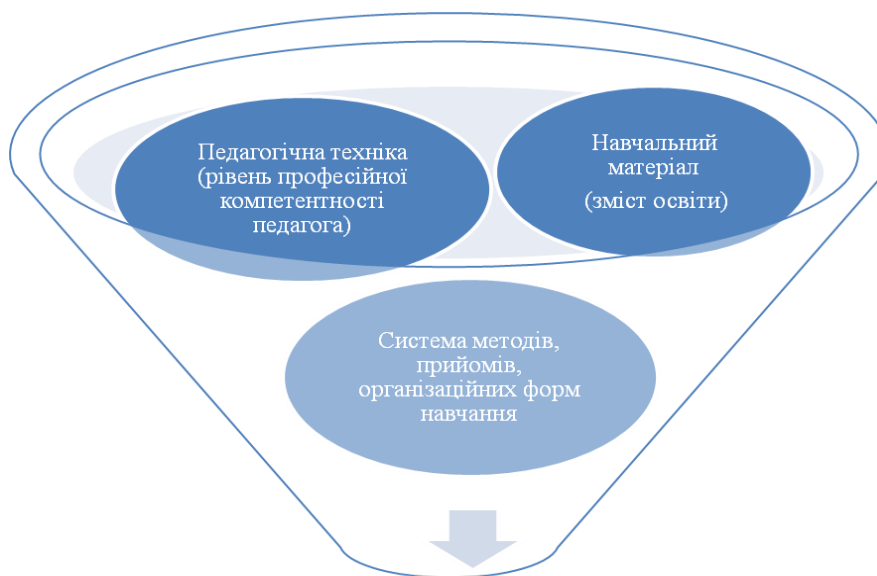 Педагогічна техніка
(рівень професійної
компетентності
педагога)
Навчальний
матеріал
(зміст освіти)
Система методів,
прийомів,
організаційних форм
навчання